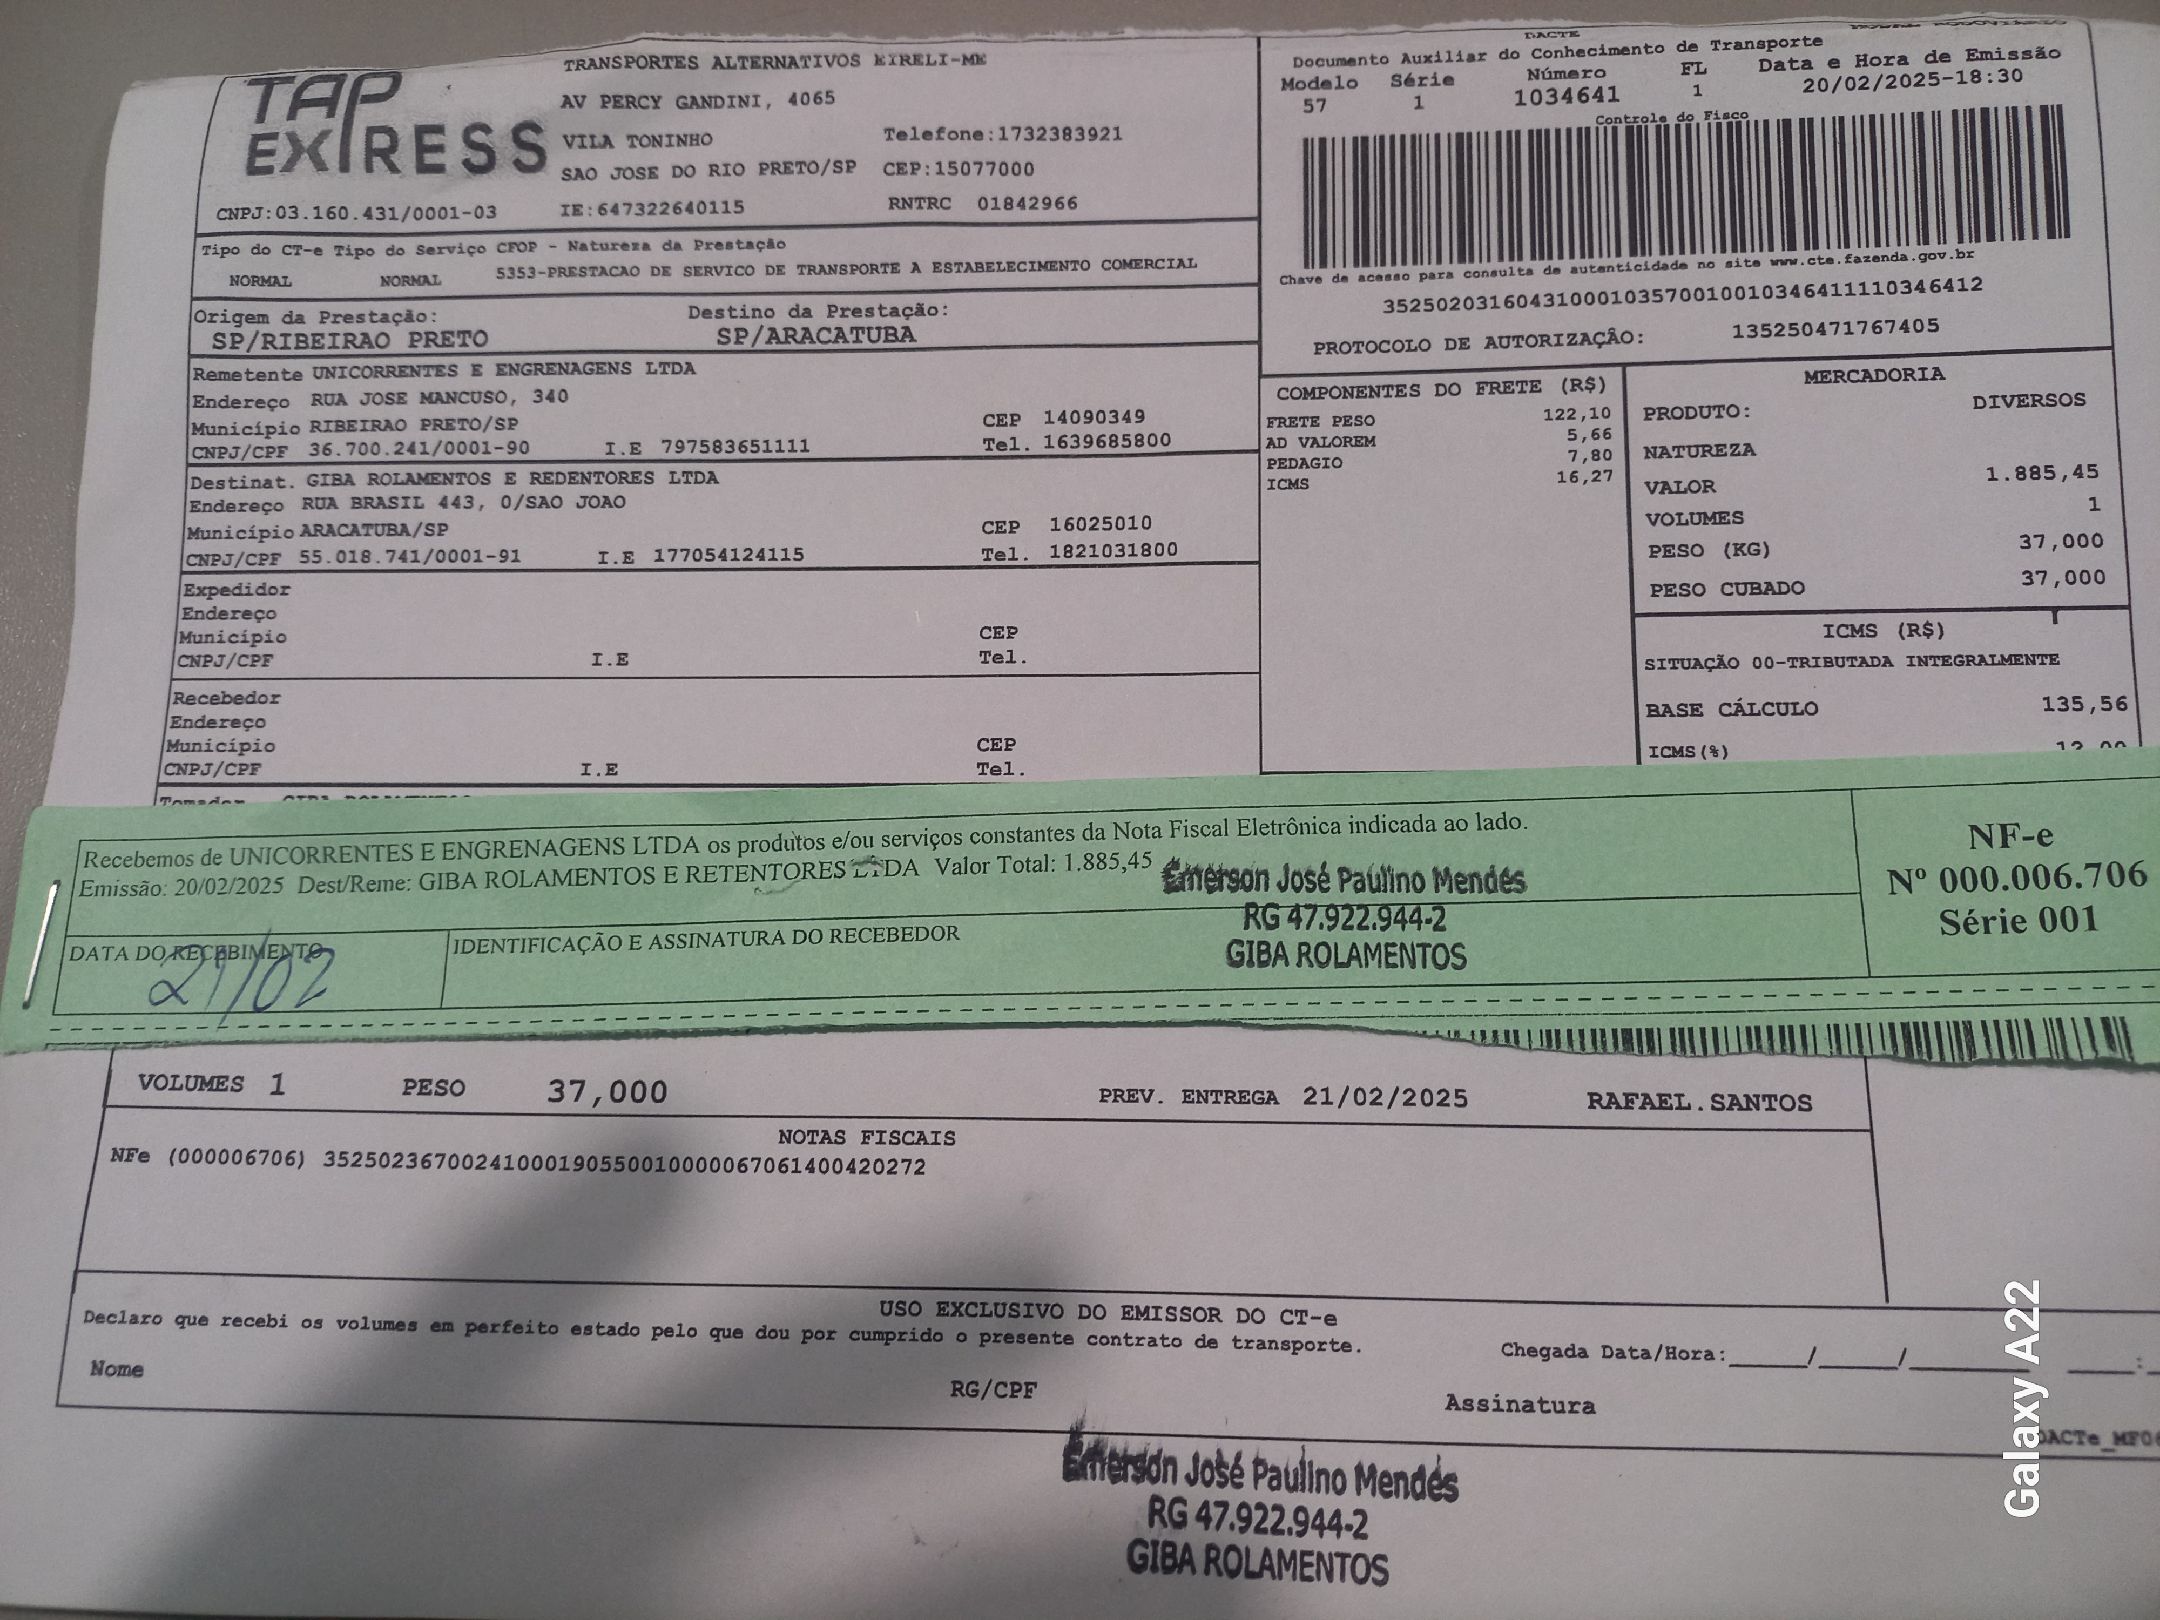 TAP EXPRESS
TRANSPORTES ALTERNATIVOS EIRELI-ME
AV PERCY GANDINI, 4065
VILA TONINHO Telefone:1732383921
SAO JOSE DO RIO PRETO/SP CEP:15077000
CNPJ:03.160.431/0001-03 IE:647322640115 RNTRC 01842966
DACTE
Documento Auxiliar do Conhecimento de Transporte
Modelo Série Número FL Data e Hora de Emissão
57 1 1034641 1 20/02/2025-18:30
Controle do Fisco
Chave de acesso para consulta de autenticidade no site www.cte.fazenda.gov.br
35250203160431000103570010010346411110346412
PROTOCOLO DE AUTORIZAÇÃO: 135250471767405
Tipo do CT-e Tipo do Serviço CFOP - Natureza da Prestação
NORMAL NORMAL 5353-PRESTACAO DE SERVICO DE TRANSPORTE A ESTABELECIMENTO COMERCIAL
Origem da Prestação: Destino da Prestação:
SP/RIBEIRAO PRETO SP/ARACATUBA
Remetente UNICORRENTES E ENGRENAGENS LTDA
Endereço RUA JOSE MANCUSO, 340
Município RIBEIRAO PRETO/SP CEP 14090349
CNPJ/CPF 36.700.241/0001-90 I.E 797583651111 Tel. 1639685800
Destinat. GIBA ROLAMENTOS E REDENTORES LTDA
Endereço RUA BRASIL 443, 0/SAO JOAO
Município ARACATUBA/SP CEP 16025010
CNPJ/CPF 55.018.741/0001-91 I.E 177054124115 Tel. 1821031800
Expedidor
Endereço
Município CEP
CNPJ/CPF I.E Tel.
Recebedor
Endereço
Município CEP
CNPJ/CPF I.E Tel.
COMPONENTES DO FRETE (R$)
FRETE PESO 122,10
AD VALOREM 5,66
PEDAGIO 7,80
ICMS 16,27
MERCADORIA
PRODUTO: DIVERSOS
NATUREZA
VALOR 1.885,45
VOLUMES 1
PESO (KG) 37,000
PESO CUBADO 37,000
ICMS (R$)
SITUAÇÃO 00-TRIBUTADA INTEGRALMENTE
BASE CÁLCULO 135,56
ICMS(%) 12,00
Tomador
Recebemos de UNICORRENTES E ENGRENAGENS LTDA os produtos e/ou serviços constantes da Nota Fiscal Eletrônica indicada ao lado.
Emissão: 20/02/2025 Dest/Reme: GIBA ROLAMENTOS E RETENTORES LTDA Valor Total: 1.885,45
Emerson José Paulino Mendes
RG 47.922.944-2
GIBA ROLAMENTOS
DATA DO RECEBIMENTO IDENTIFICAÇÃO E ASSINATURA DO RECEBEDOR
21/02
NF-e
Nº 000.006.706
Série 001
VOLUMES 1 PESO 37,000 PREV. ENTREGA 21/02/2025 RAFAEL.SANTOS
NOTAS FISCAIS
NFe (000006706) 35250236700241000190550010000067061400420272
USO EXCLUSIVO DO EMISSOR DO CT-e
Declaro que recebi os volumes em perfeito estado pelo que dou por cumprido o presente contrato de transporte.
Chegada Data/Hora:_____/_____/_____ _____:
Nome RG/CPF Assinatura
Emerson José Paulino Mendes
RG 47.922.944-2
GIBA ROLAMENTOS
Galaxy A22